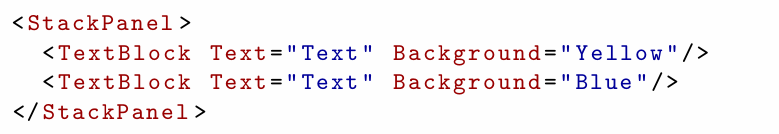 <StackPanel>
  <TextBlock Text="Text" Background="Yellow"/>
  <TextBlock Text="Text" Background="Blue"/>
</StackPanel>